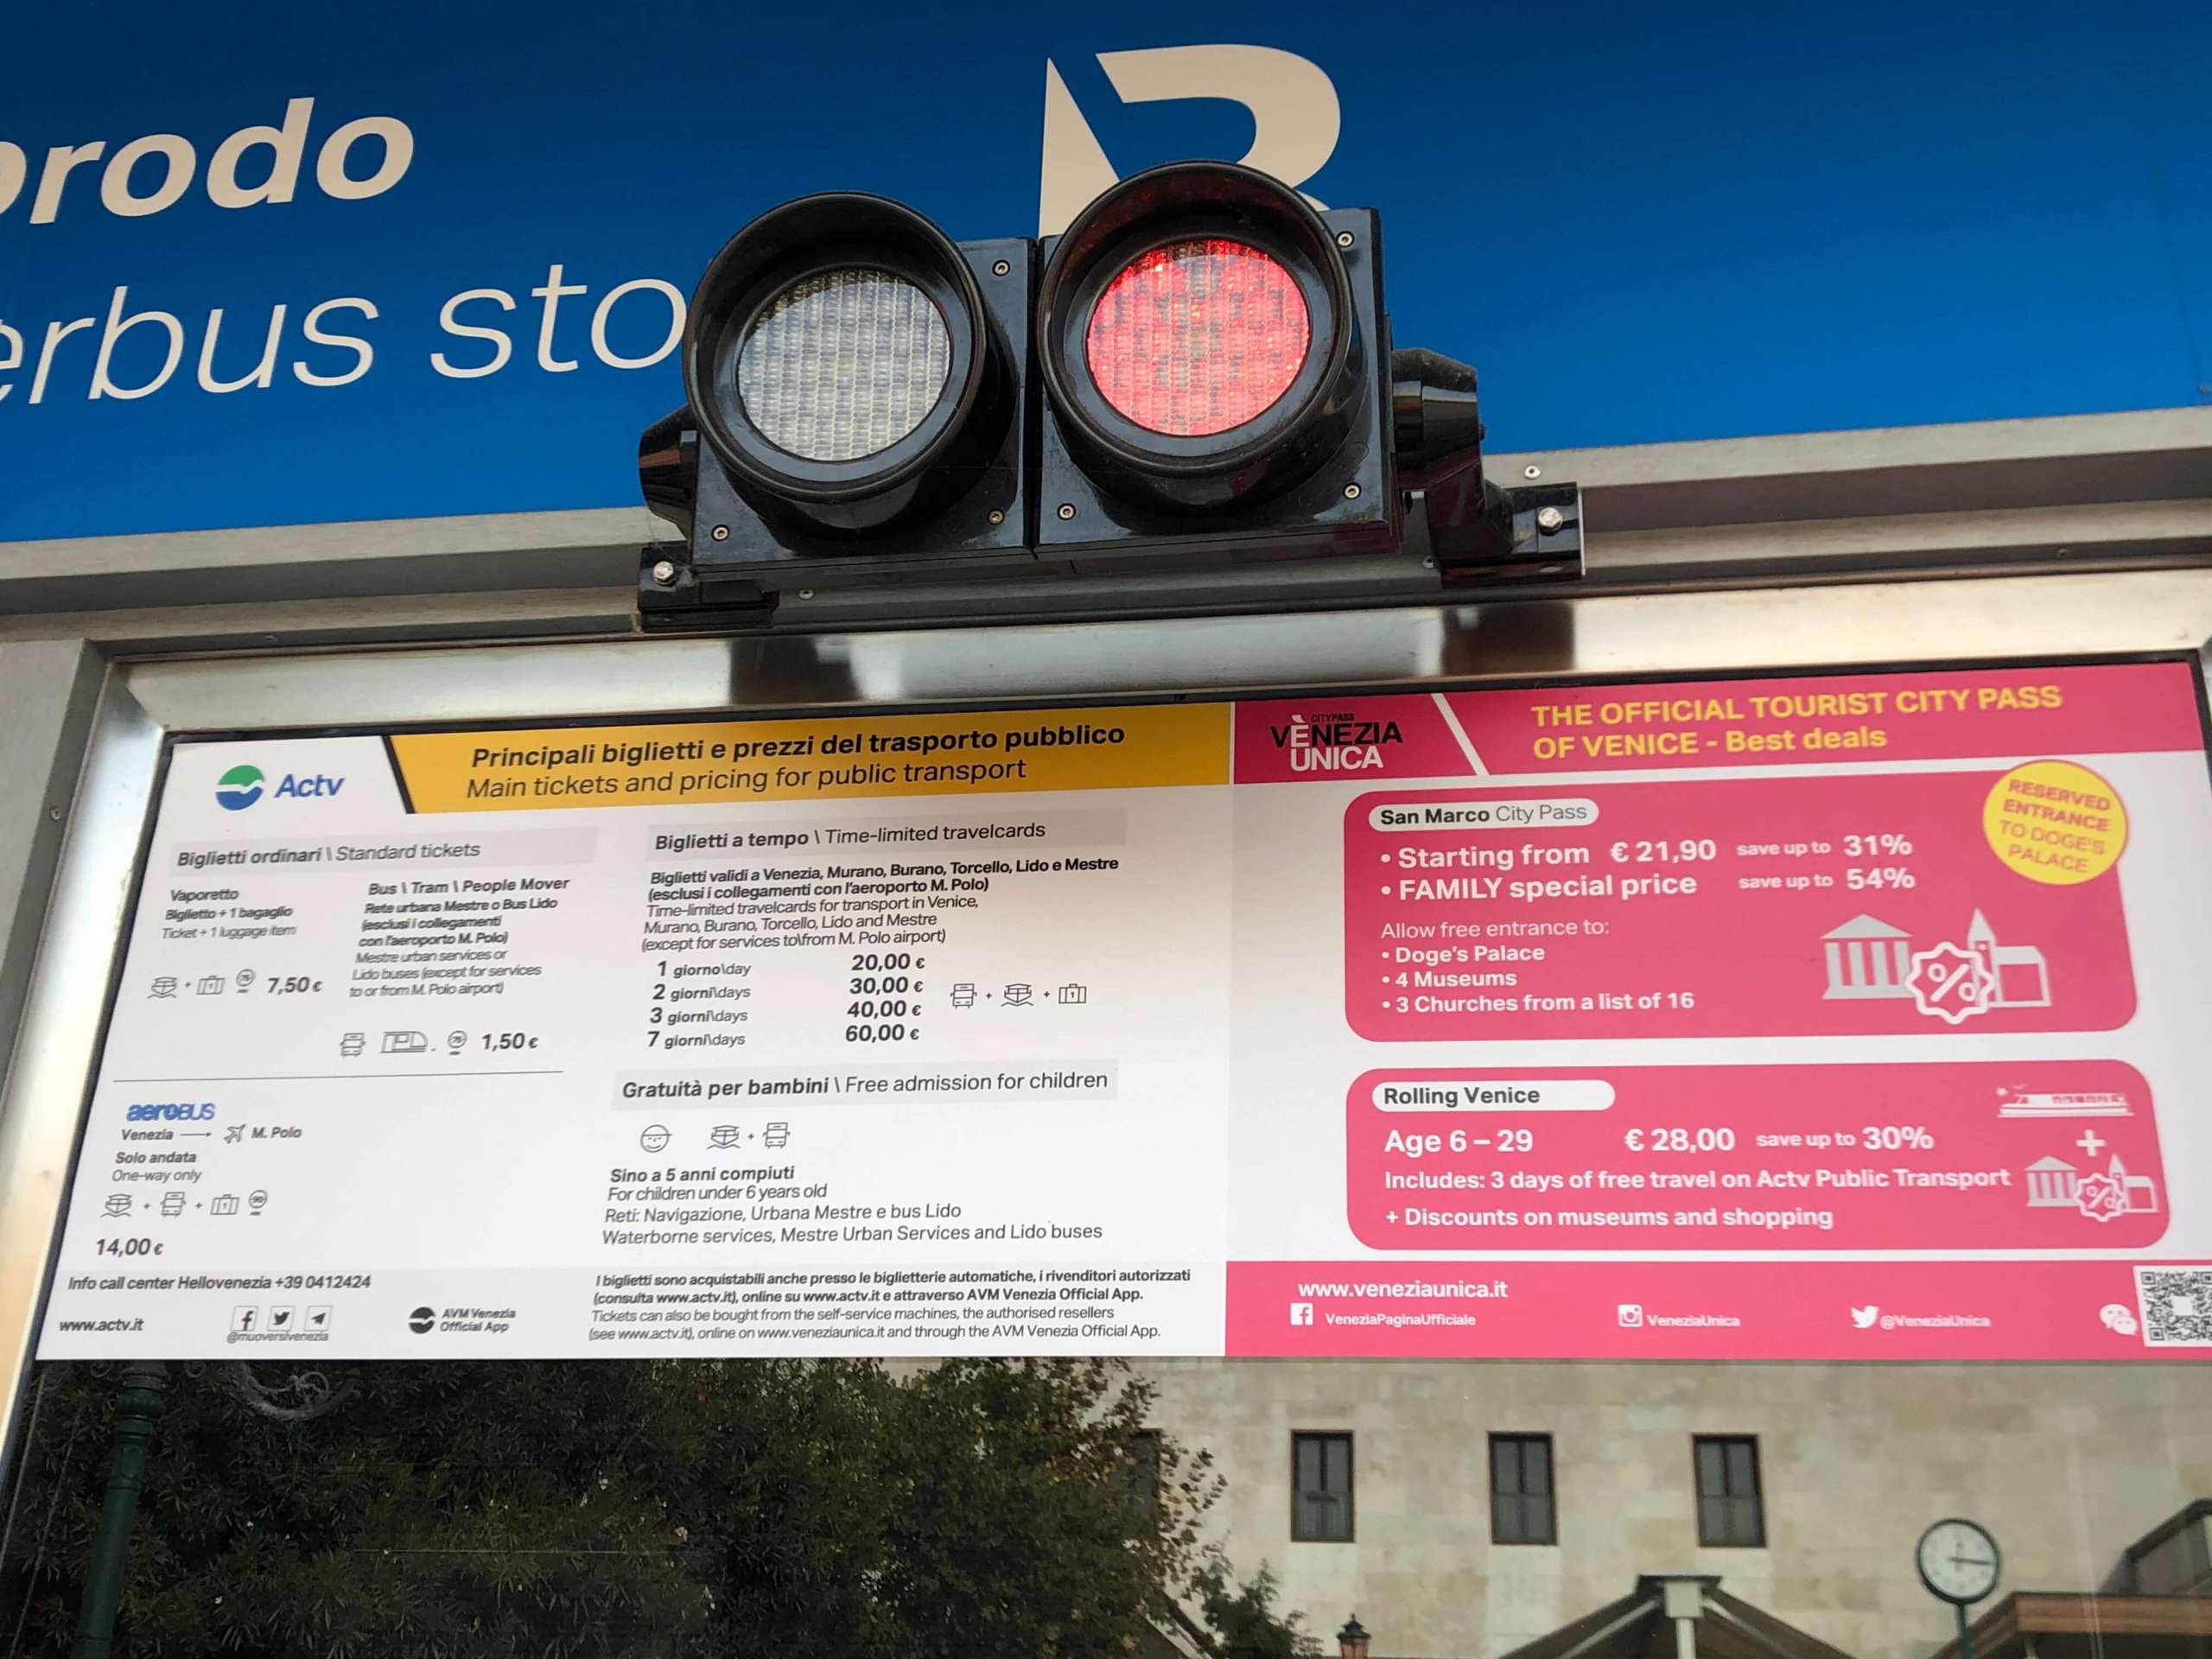 prodo
erbus sto
Actv
Principali biglietti e prezzi del trasporto pubblico
Main tickets and pricing for public transport
Biglietti ordinari \ Standard tickets
Vaporetto
Biglietto + 1 bagaglio
Ticket + 1 luggage item
7,50 €
Bus \ Tram \ People Mover
Rete urbana Mestre o Bus Lido
(esclusi i collegamenti
con l'aeroporto M. Polo)
Mestre urban services or
Lido buses (except for services
to or from M. Polo airport)
1,50 €
aeroBUS
Venezia → M. Polo
Solo andata
One-way only
14,00 €
Biglietti a tempo \ Time-limited travelcards
Biglietti validi a Venezia, Murano, Burano, Torcello, Lido e Mestre
(esclusi i collegamenti con l'aeroporto M. Polo)
Time-limited travelcards for transport in Venice,
Murano, Burano, Torcello, Lido and Mestre
(except for services to\from M. Polo airport)
1 giorno\day 20,00 €
2 giorni\days 30,00 €
3 giorni\days 40,00 €
7 giorni\days 60,00 €
Gratuità per bambini \ Free admission for children
Sino a 5 anni compiuti
For children under 6 years old
Reti: Navigazione, Urbana Mestre e bus Lido
Waterborne services, Mestre Urban Services and Lido buses
Info call center Hellovenezia +39 0412424
www.actv.it
@muoversivenezia
AVM Venezia
Official App
I biglietti sono acquistabili anche presso le biglietterie automatiche, i rivenditori autorizzati
(consulta www.actv.it), online su www.actv.it e attraverso AVM Venezia Official App.
Tickets can also be bought from the self-service machines, the authorised resellers
(see www.actv.it), online on www.veneziaunica.it and through the AVM Venezia Official App.
CITYPASS
VÈNEZIA
UNICA
THE OFFICIAL TOURIST CITY PASS
OF VENICE - Best deals
San Marco City Pass
• Starting from € 21,90 save up to 31%
• FAMILY special price save up to 54%
RESERVED
ENTRANCE
TO DOGE'S
PALACE
Allow free entrance to:
• Doge's Palace
• 4 Museums
• 3 Churches from a list of 16
%
Rolling Venice
Age 6 – 29 € 28,00 save up to 30%
Includes: 3 days of free travel on Actv Public Transport
+ Discounts on museums and shopping
+
%
www.veneziaunica.it
VeneziaPaginaUfficiale
VeneziaUnica
@VeneziaUnica